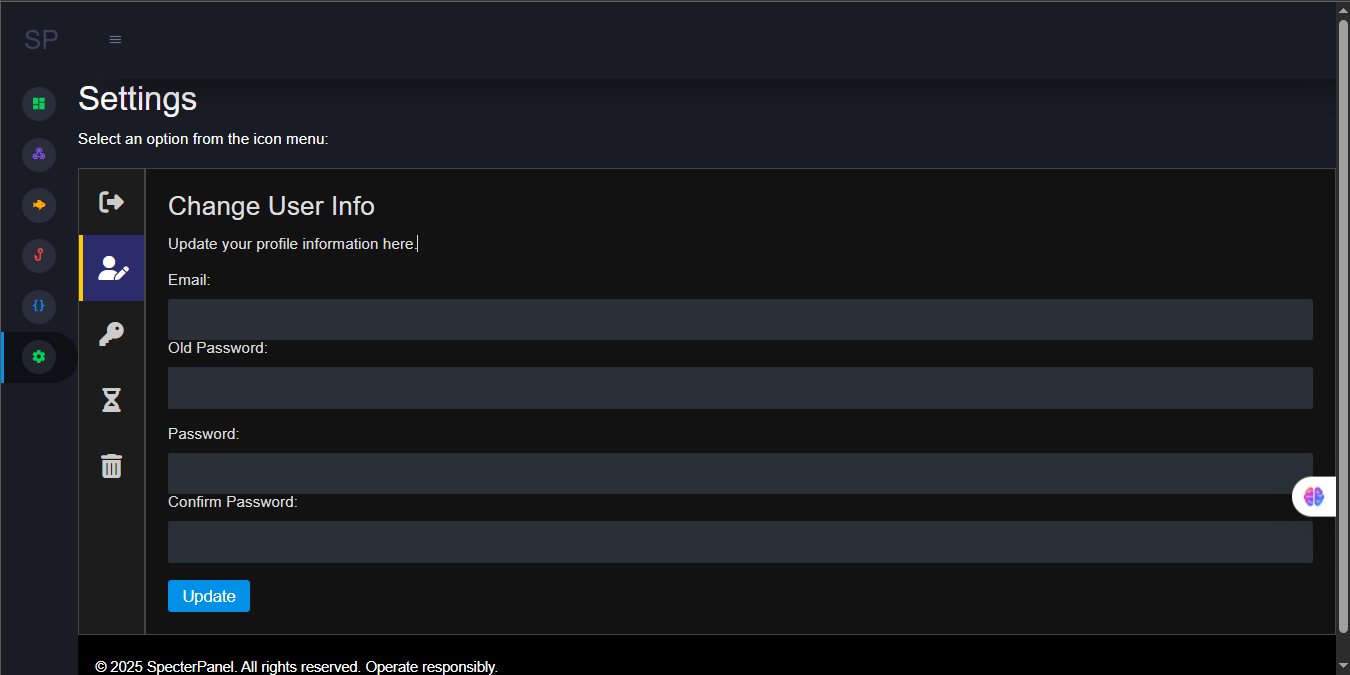 SP
Settings
Select an option from the icon menu:
Change User Info
Update your profile information here.
Email:
Old Password:
Password:
Confirm Password:
Update
© 2025 SpecterPanel. All rights reserved. Operate responsibly.